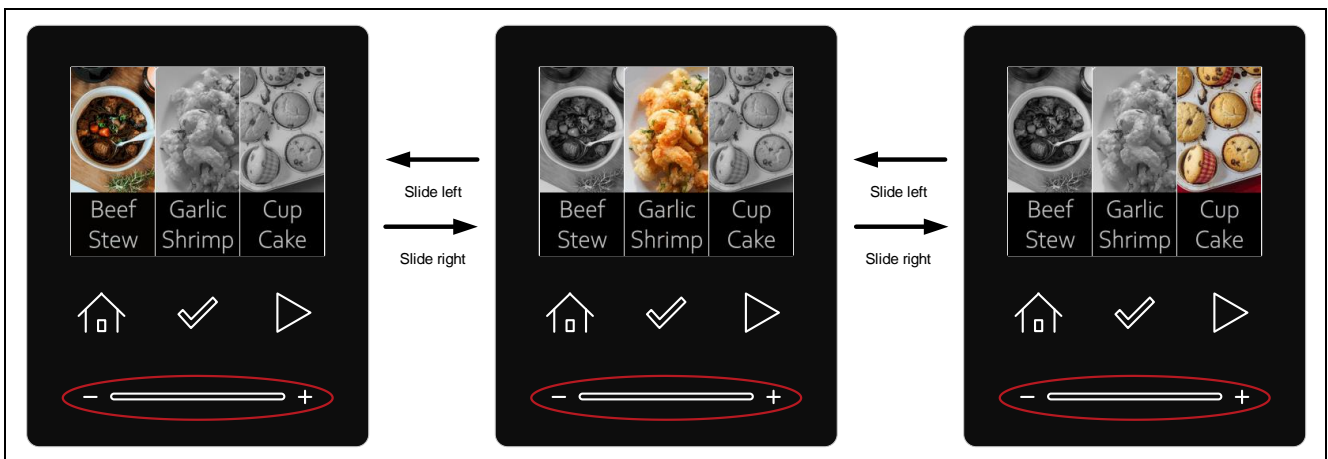 Beef Garlic Cup
Stew Shrimp Cake
- +
Slide left
Slide right
Beef Garlic Cup
Stew Shrimp Cake
- +
Slide left
Slide right
Beef Garlic Cup
Stew Shrimp Cake
- +